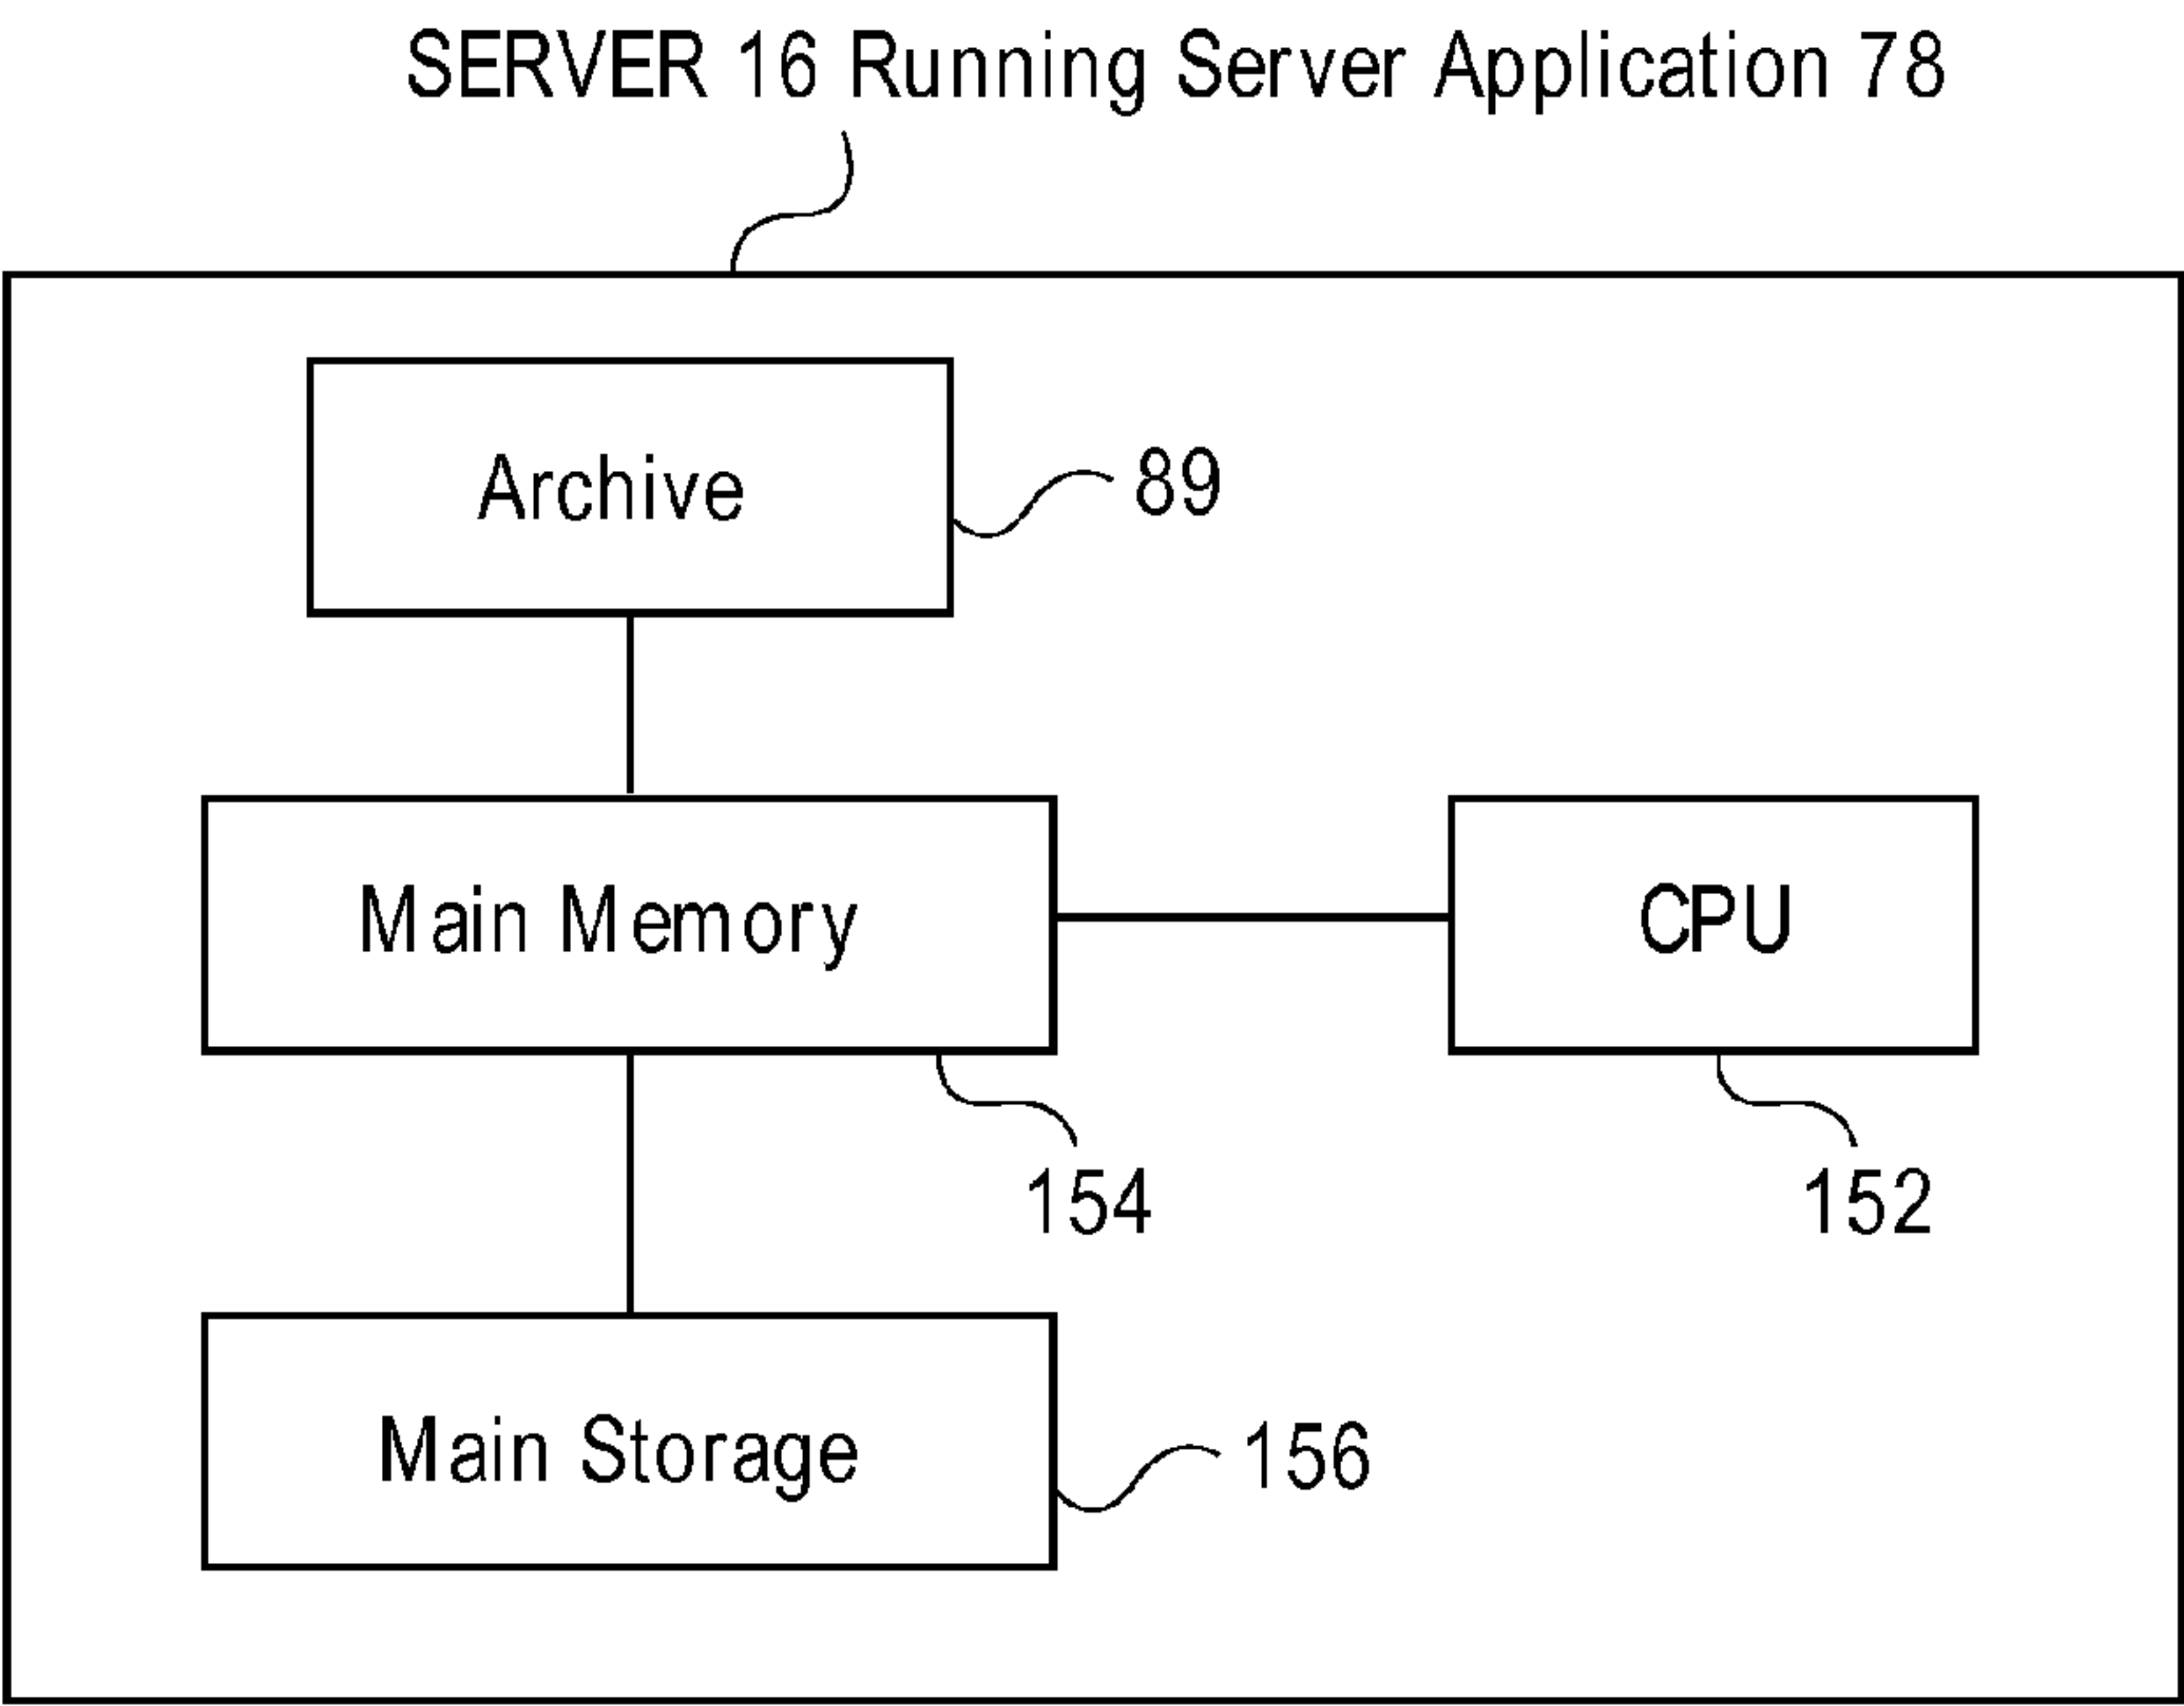 SERVER 16 Running Server Application 78
Archive
89
Main Memory
CPU
154
152
Main Storage
156